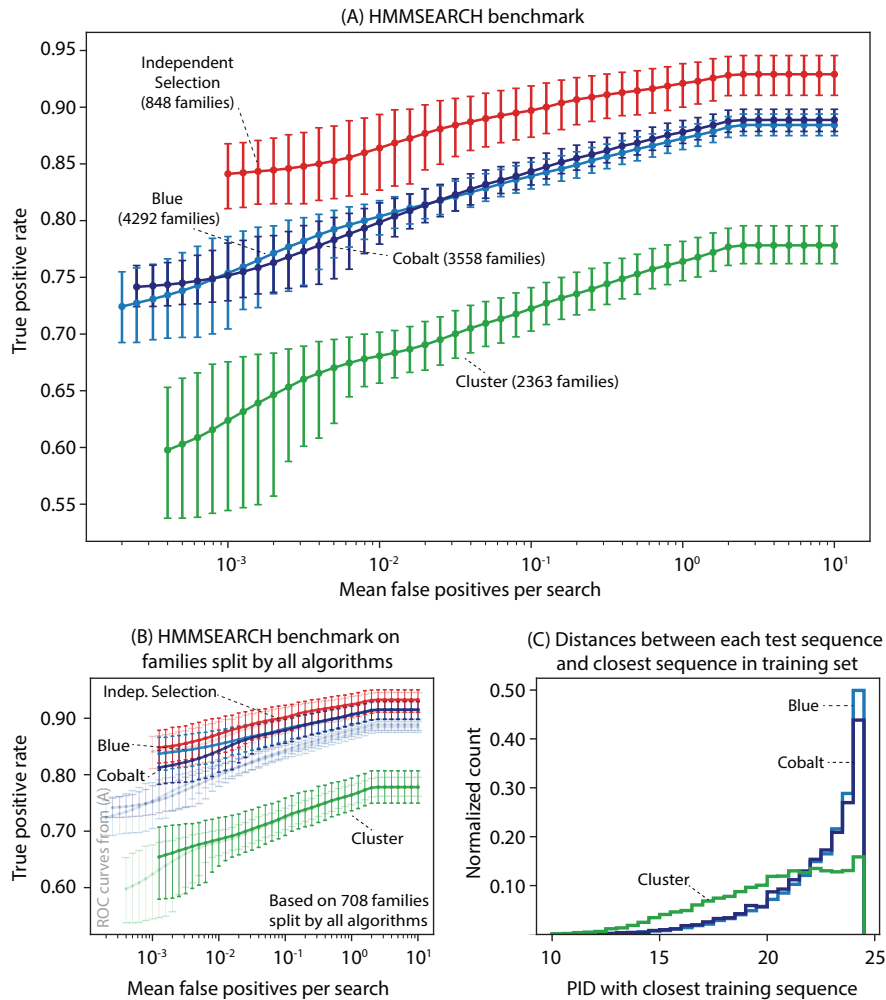 (A) HMMSEARCH benchmark
True positive rate
0.95
0.90
0.85
0.80
0.75
0.70
0.65
0.60
0.55
Independent
Selection
(848 families)
Blue
(4292 families)
Cobalt (3558 families)
Cluster (2363 families)
10⁻³
10⁻²
10⁻¹
10⁰
10¹
Mean false positives per search
(B) HMMSEARCH benchmark on
families split by all algorithms
True positive rate
0.90
0.80
0.70
0.60
Indep. Selection
Blue
Cobalt
ROC curves from (A)
Cluster
Based on 708 families
split by all algorithms
10⁻³
10⁻²
10⁻¹
10⁰
10¹
Mean false positives per search
(C) Distances between each test sequence
and closest sequence in training set
Normalized count
0.50
0.40
0.30
0.20
0.10
Blue
Cobalt
Cluster
10
15
20
25
PID with closest training sequence